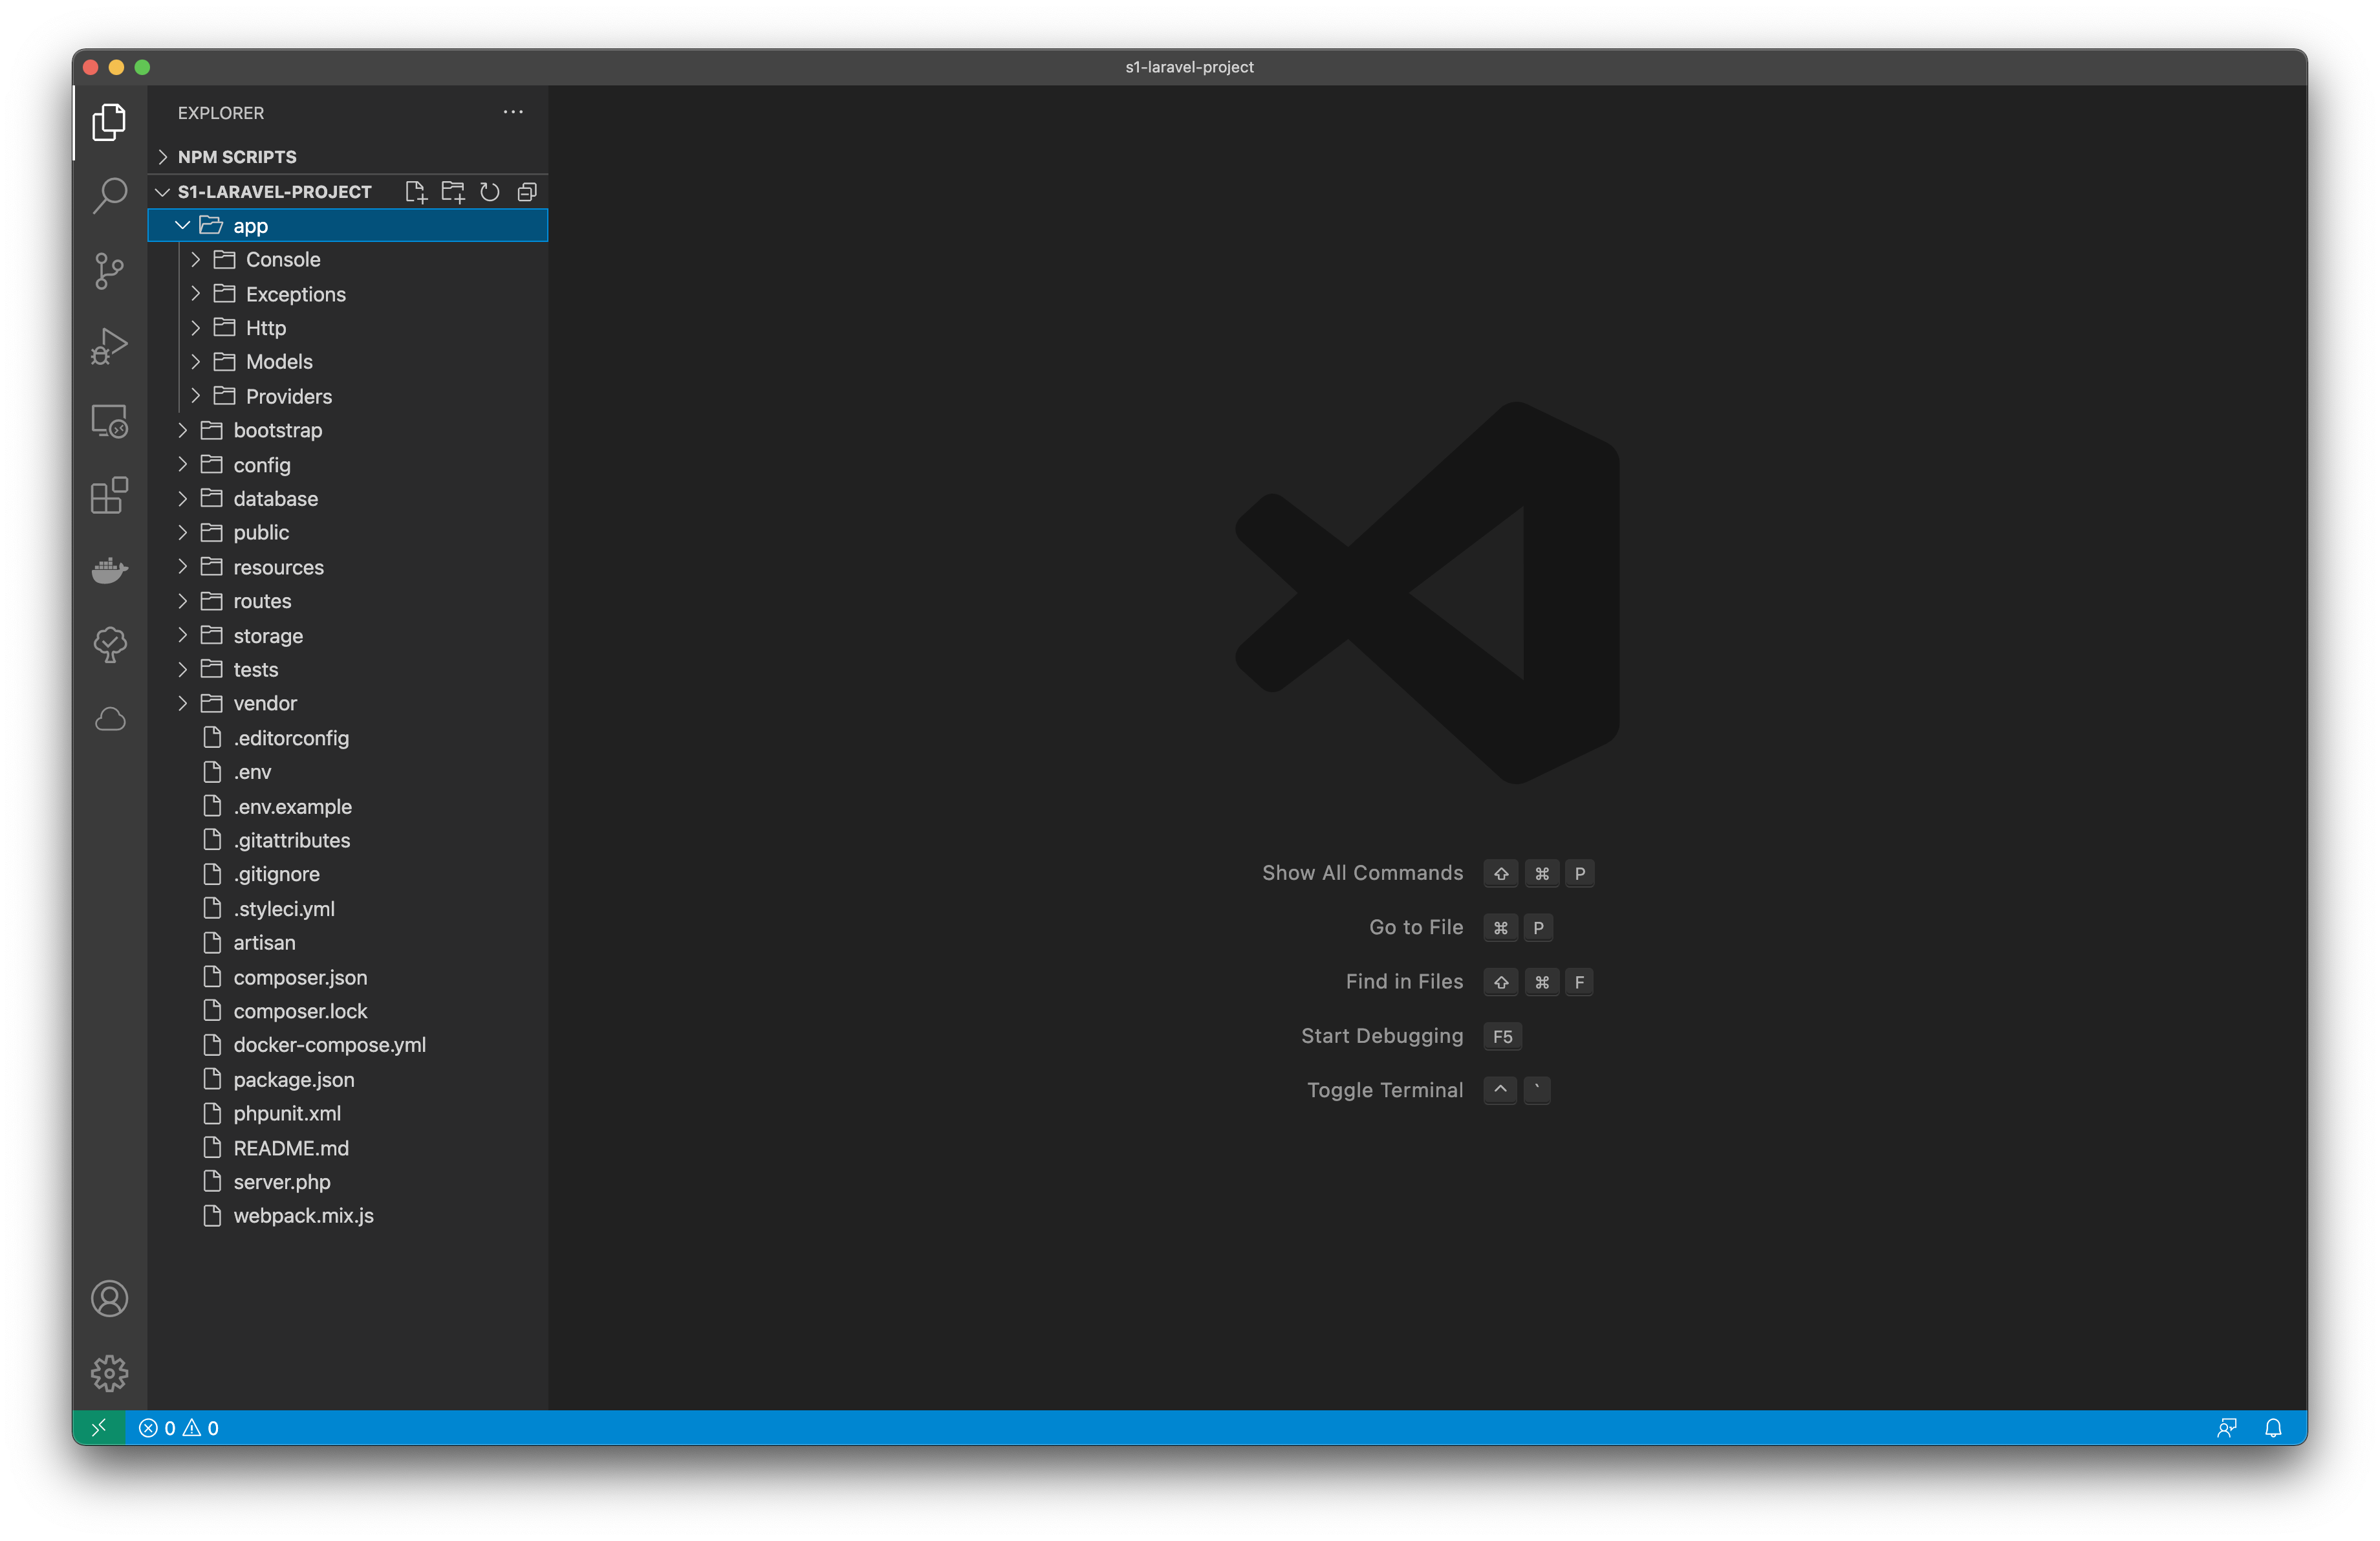 s1-laravel-project
EXPLORER
NPM SCRIPTS
S1-LARAVEL-PROJECT
app
Console
Exceptions
Http
Models
Providers
bootstrap
config
database
public
resources
routes
storage
tests
vendor
.editorconfig
.env
.env.example
.gitattributes
.gitignore
.styleci.yml
artisan
composer.json
composer.lock
docker-compose.yml
package.json
phpunit.xml
README.md
server.php
webpack.mix.js
Show All Commands ⇧ ⌘ P
Go to File ⌘ P
Find in Files ⇧ ⌘ F
Start Debugging F5
Toggle Terminal ^ `
0 0